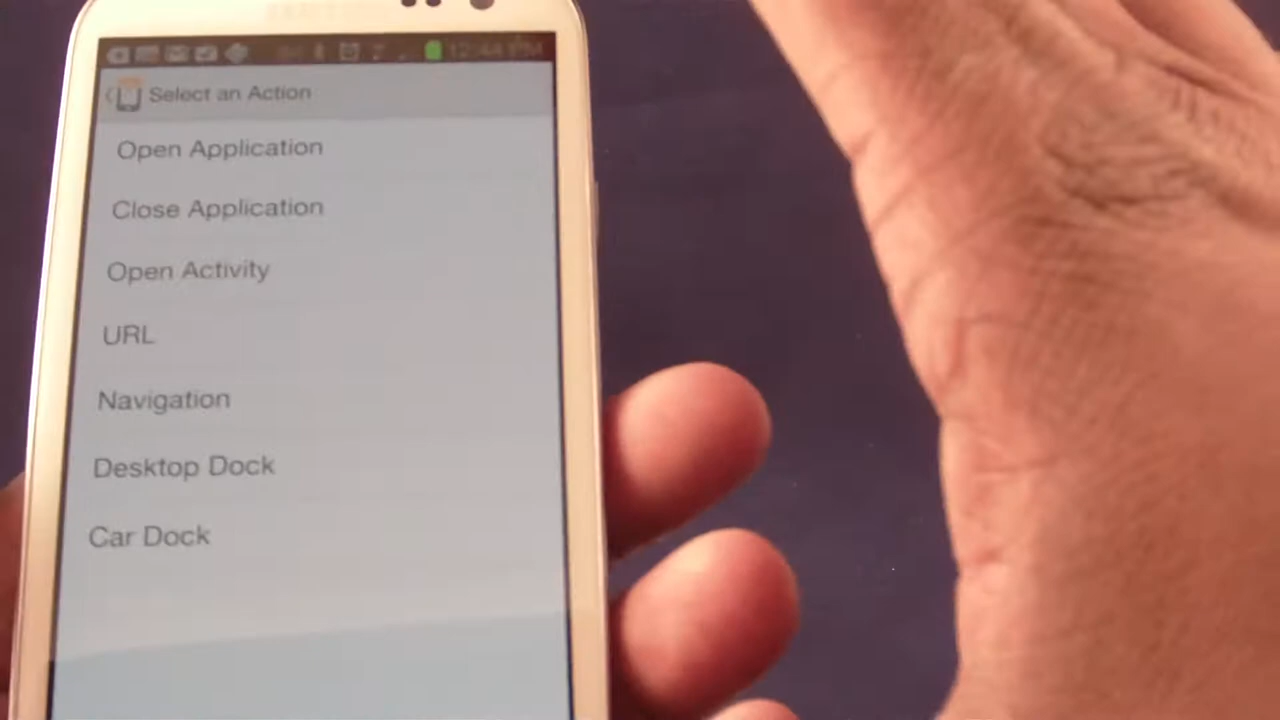 12:44 PM
Select an Action
Open Application
Close Application
Open Activity
URL
Navigation
Desktop Dock
Car Dock